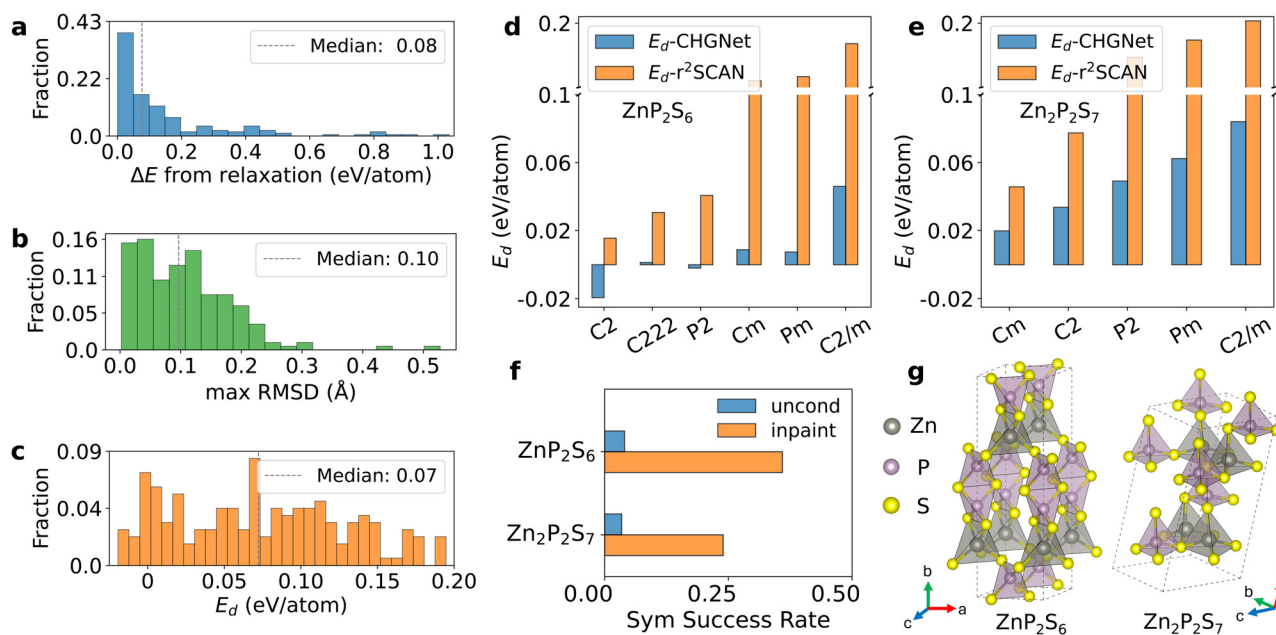 a
Fraction
0.43
0.22
0.0
Median: 0.08
0.0 0.2 0.4 0.6 0.8 1.0
ΔE from relaxation (eV/atom)
b
Fraction
0.16
0.11
0.05
0.0
Median: 0.10
0.0 0.1 0.2 0.3 0.4 0.5
max RMSD (Å)
c
Fraction
0.09
0.04
0.0
Median: 0.07
0 0.07 0.10 0.20
E_d (eV/atom)
d
E_d (eV/atom)
0.2
0.1
0.06
0.02
-0.02
E_d-CHGNet
E_d-r²SCAN
ZnP₂S₆
C2 C222 P2 Cm Pm C2/m
e
E_d (eV/atom)
0.2
0.1
0.06
0.02
-0.02
E_d-CHGNet
E_d-r²SCAN
Zn₂P₂S₇
Cm C2 P2 Pm C2/m
f
uncond
inpaint
ZnP₂S₆
Zn₂P₂S₇
0.00 0.25 0.50
Sym Success Rate
g
Zn
P
S
b
a
c
ZnP₂S₆
b
c
Zn₂P₂S₇